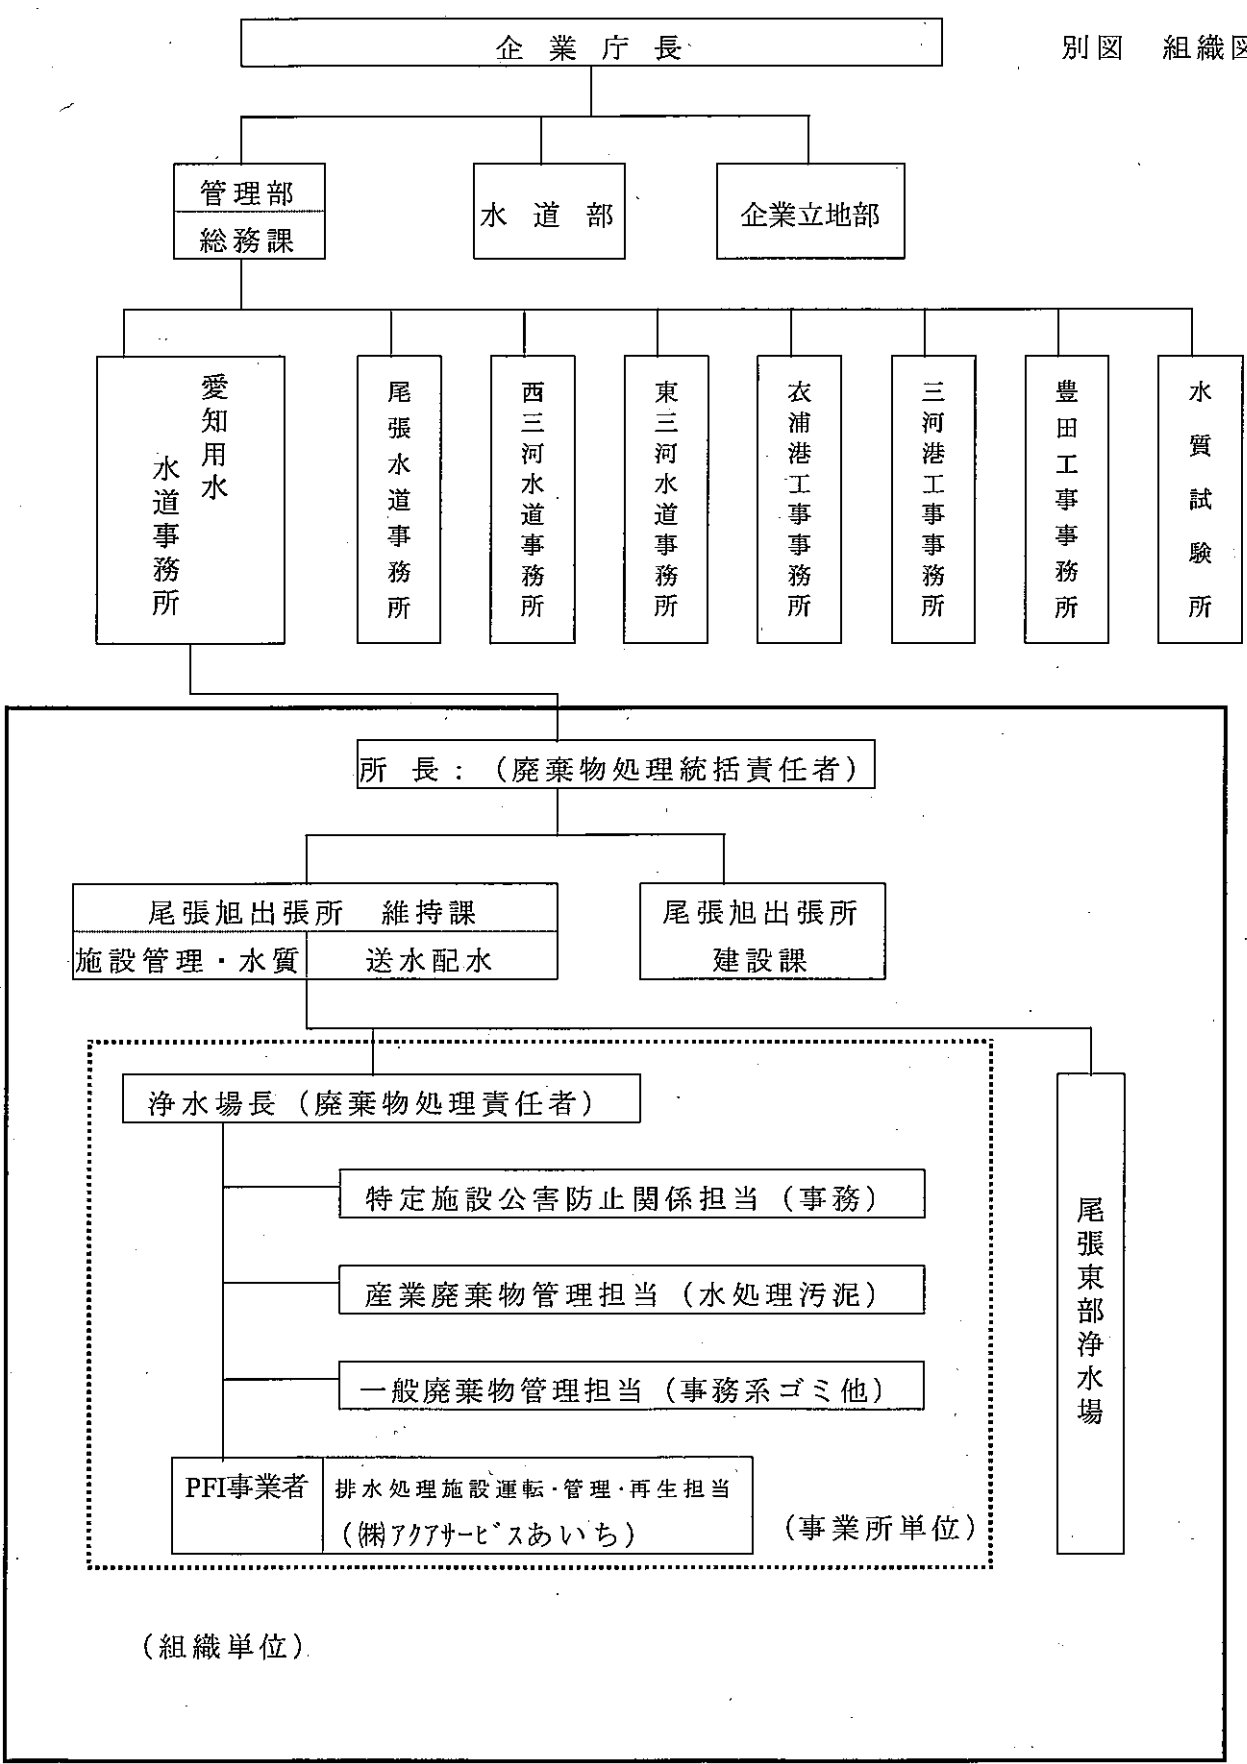 企業庁長
別図 組織図
管理部
総務課
水道部
企業立地部
愛知用水
水道事務所
尾張水道事務所
西三河水道事務所
東三河水道事務所
衣浦港工事事務所
三河港工事事務所
豊田工事事務所
水質試験所
所長：（廃棄物処理統括責任者）
尾張旭出張所 維持課
施設管理・水質
送水配水
尾張旭出張所
建設課
浄水場長（廃棄物処理責任者）
特定施設公害防止関係担当（事務）
産業廃棄物管理担当（水処理汚泥）
一般廃棄物管理担当（事務系ゴミ他）
PFI事業者
排水処理施設運転・管理・再生担当
（㈱ｱｸｱｻｰﾋﾞｽあいち）
（事業所単位）
尾張東部浄水場
（組織単位）